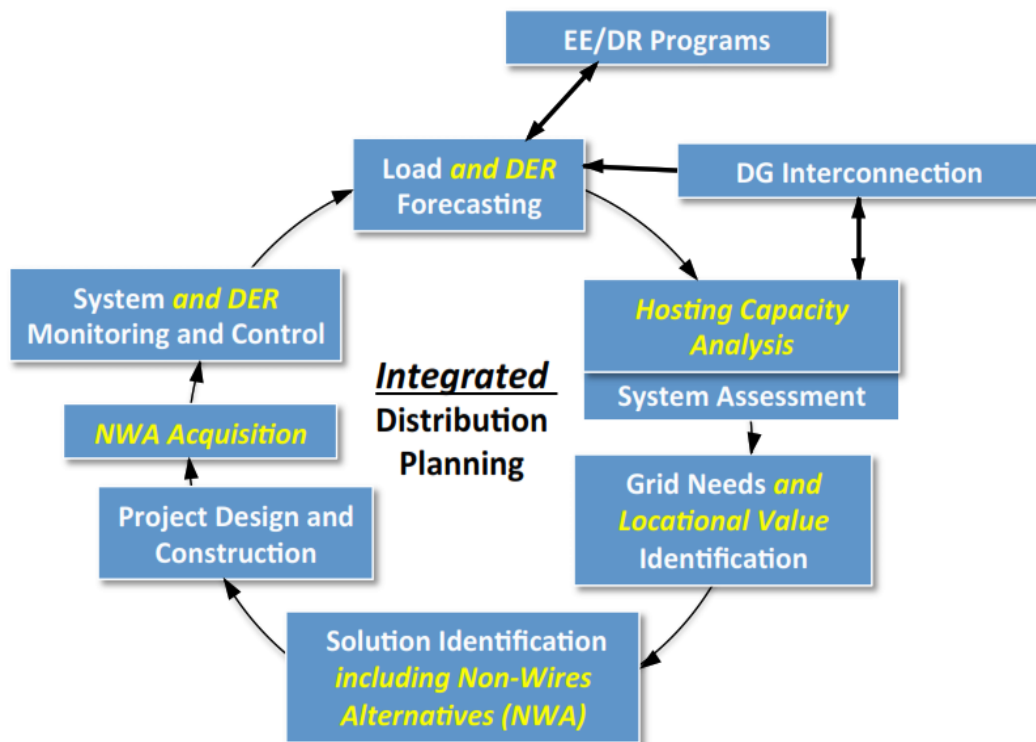 EE/DR Programs
Load and DER
Forecasting
DG Interconnection
System and DER
Monitoring and Control
Hosting Capacity
Analysis
System Assessment
Integrated
Distribution
Planning
NWA Acquisition
Grid Needs and
Locational Value
Identification
Project Design and
Construction
Solution Identification
including Non-Wires
Alternatives (NWA)